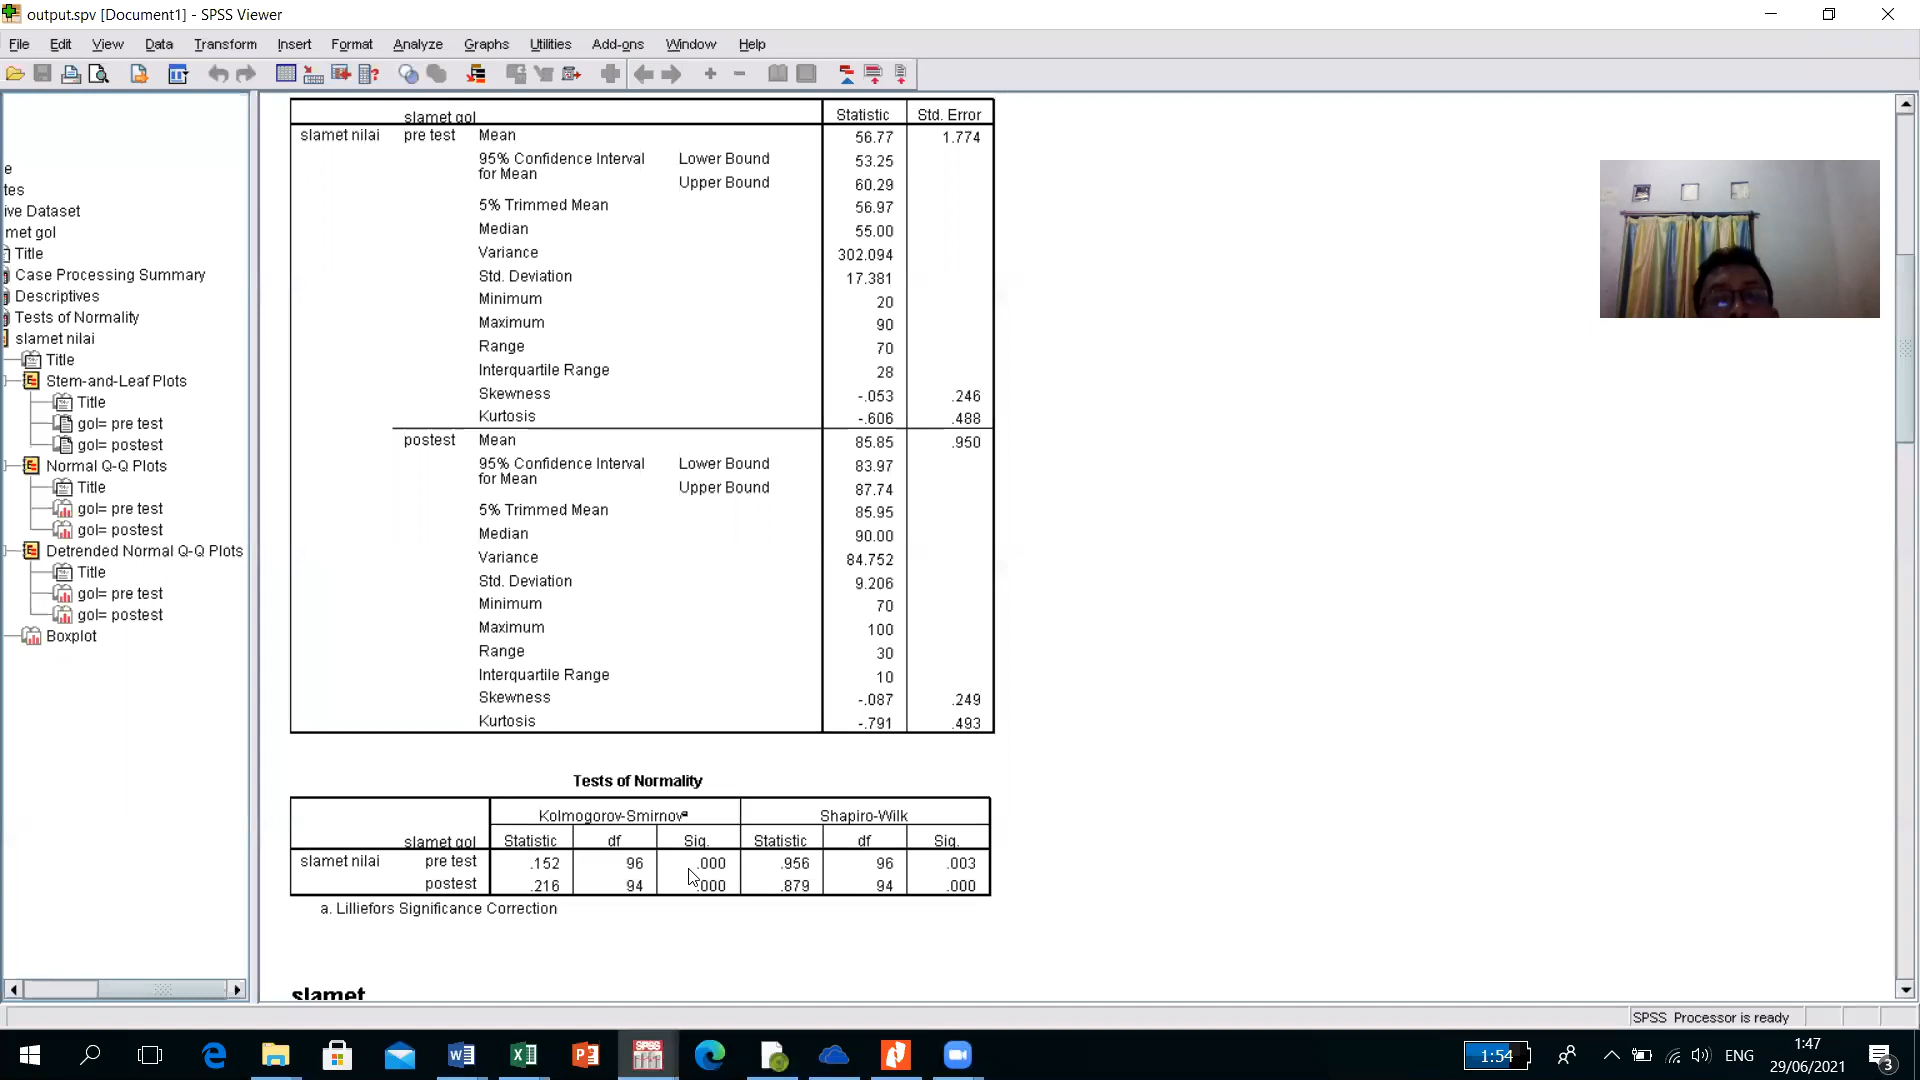 output.spv [Document1] - SPSS Viewer
File Edit View Data Transform Insert Format Analyze Graphs Utilities Add-ons Window Help
e
tes
ive Dataset
met gol
Title
Case Processing Summary
Descriptives
Tests of Normality
slamet nilai
Title
Stem-and-Leaf Plots
Title
gol= pre test
gol= postest
Normal Q-Q Plots
Title
gol= pre test
gol= postest
Detrended Normal Q-Q Plots
Title
gol= pre test
gol= postest
Boxplot
slamet gol Statistic Std. Error
slamet nilai pre test Mean 56.77 1.774
95% Confidence Interval for Mean Lower Bound 53.25
Upper Bound 60.29
5% Trimmed Mean 56.97
Median 55.00
Variance 302.094
Std. Deviation 17.381
Minimum 20
Maximum 90
Range 70
Interquartile Range 28
Skewness -.053 .246
Kurtosis -.606 .488
postest Mean 85.85 .950
95% Confidence Interval for Mean Lower Bound 83.97
Upper Bound 87.74
5% Trimmed Mean 85.95
Median 90.00
Variance 84.752
Std. Deviation 9.206
Minimum 70
Maximum 100
Range 30
Interquartile Range 10
Skewness -.087 .249
Kurtosis -.791 .493
Tests of Normality
Kolmogorov-Smirnov<sup>a</sup> Shapiro-Wilk
slamet gol Statistic df Sig. Statistic df Sig.
slamet nilai pre test .152 96 .000 .956 96 .003
postest .216 94 .000 .879 94 .000
a. Lilliefors Significance Correction
slamet
SPSS Processor is ready
1:54 ENG 1:47
29/06/2021
3